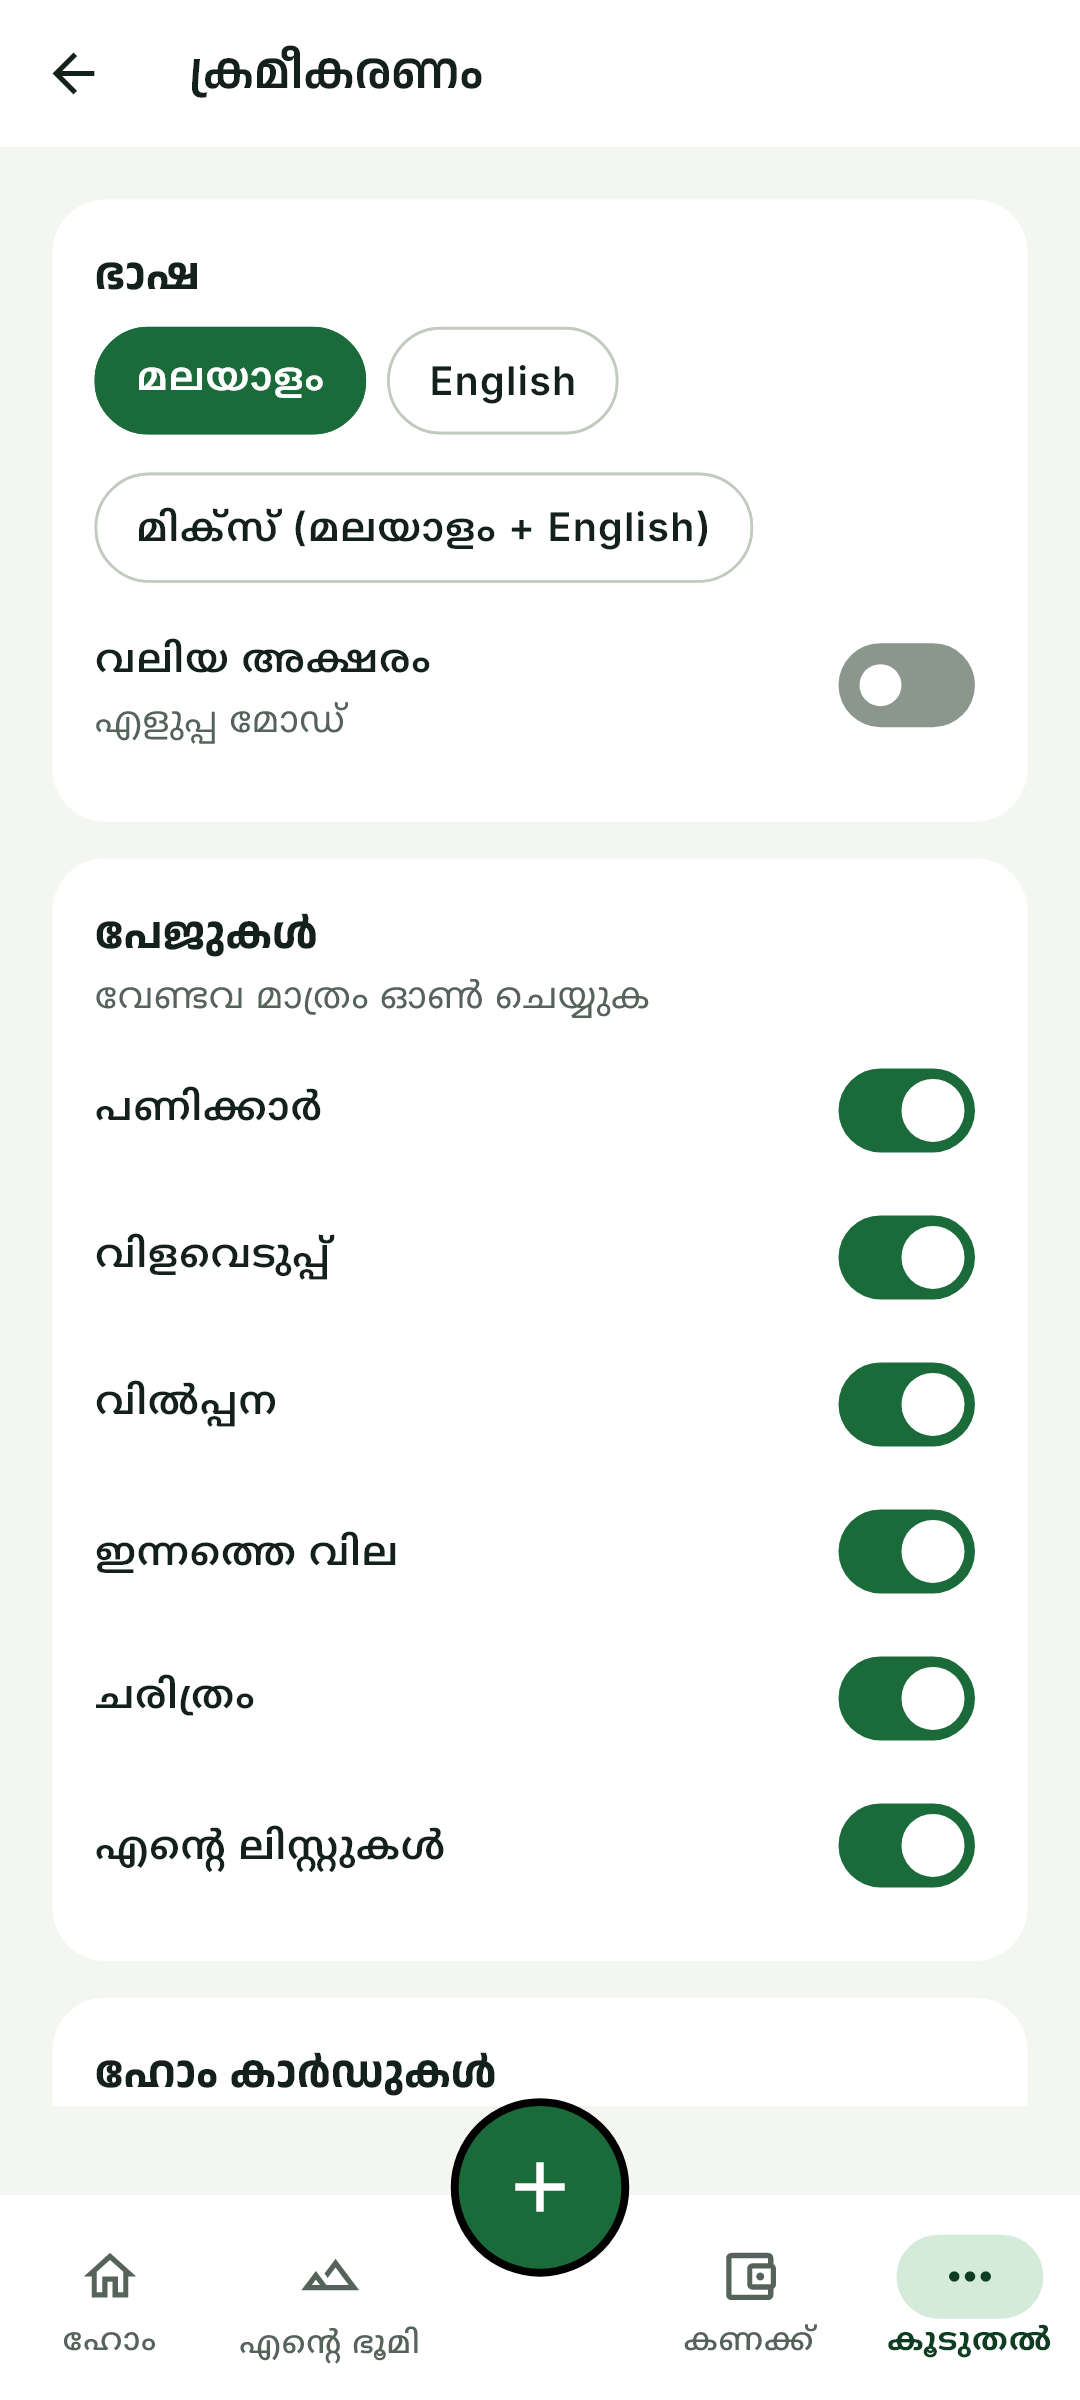 ക്രമീകരണം
ഭാഷ
മലയാളം
English
മിക്സ് (മലയാളം + English)
വലിയ അക്ഷരം
എളുപ്പ മോഡ്
പേജുകൾ
വേണ്ടവ മാത്രം ഓൺ ചെയ്യുക
പണിക്കാർ
വിളവെടുപ്പ്
വിൽപ്പന
ഇന്നത്തെ വില
ചരിത്രം
എന്റെ ലിസ്റ്റുകൾ
ഹോം കാർഡുകൾ
ഹോം
എന്റെ ഭൂമി
കണക്ക്
കൂടുതൽ